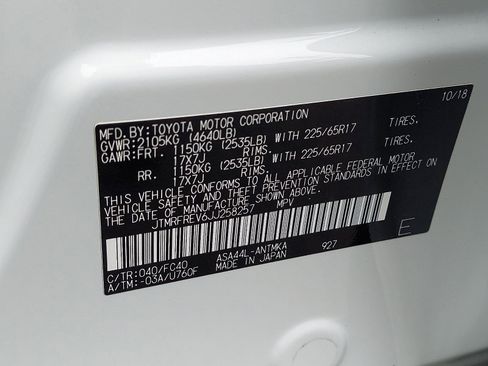 MFD.BY:TOYOTA MOTOR CORPORATION 10/18
GVWR:2105KG (4640LB)
GAWR:FRT. 1150KG (2535LB) WITH 225/65R17
17X7J RIMS.
RR. 1150KG (2535LB) WITH 225/65R17
17X7J RIMS.
THIS VEHICLE CONFORMS TO ALL APPLICABLE FEDERAL MOTOR
VEHICLE SAFETY AND THEFT PREVENTION STANDARDS IN EFFECT ON
THE DATE OF MANUFACTURE SHOWN ABOVE.
JTMRFREV6JJ258257 MPV
E
C/TR:040/FC40 ASA44L-ANTMKA 927
A/TM:-03A/U760F MADE IN JAPAN